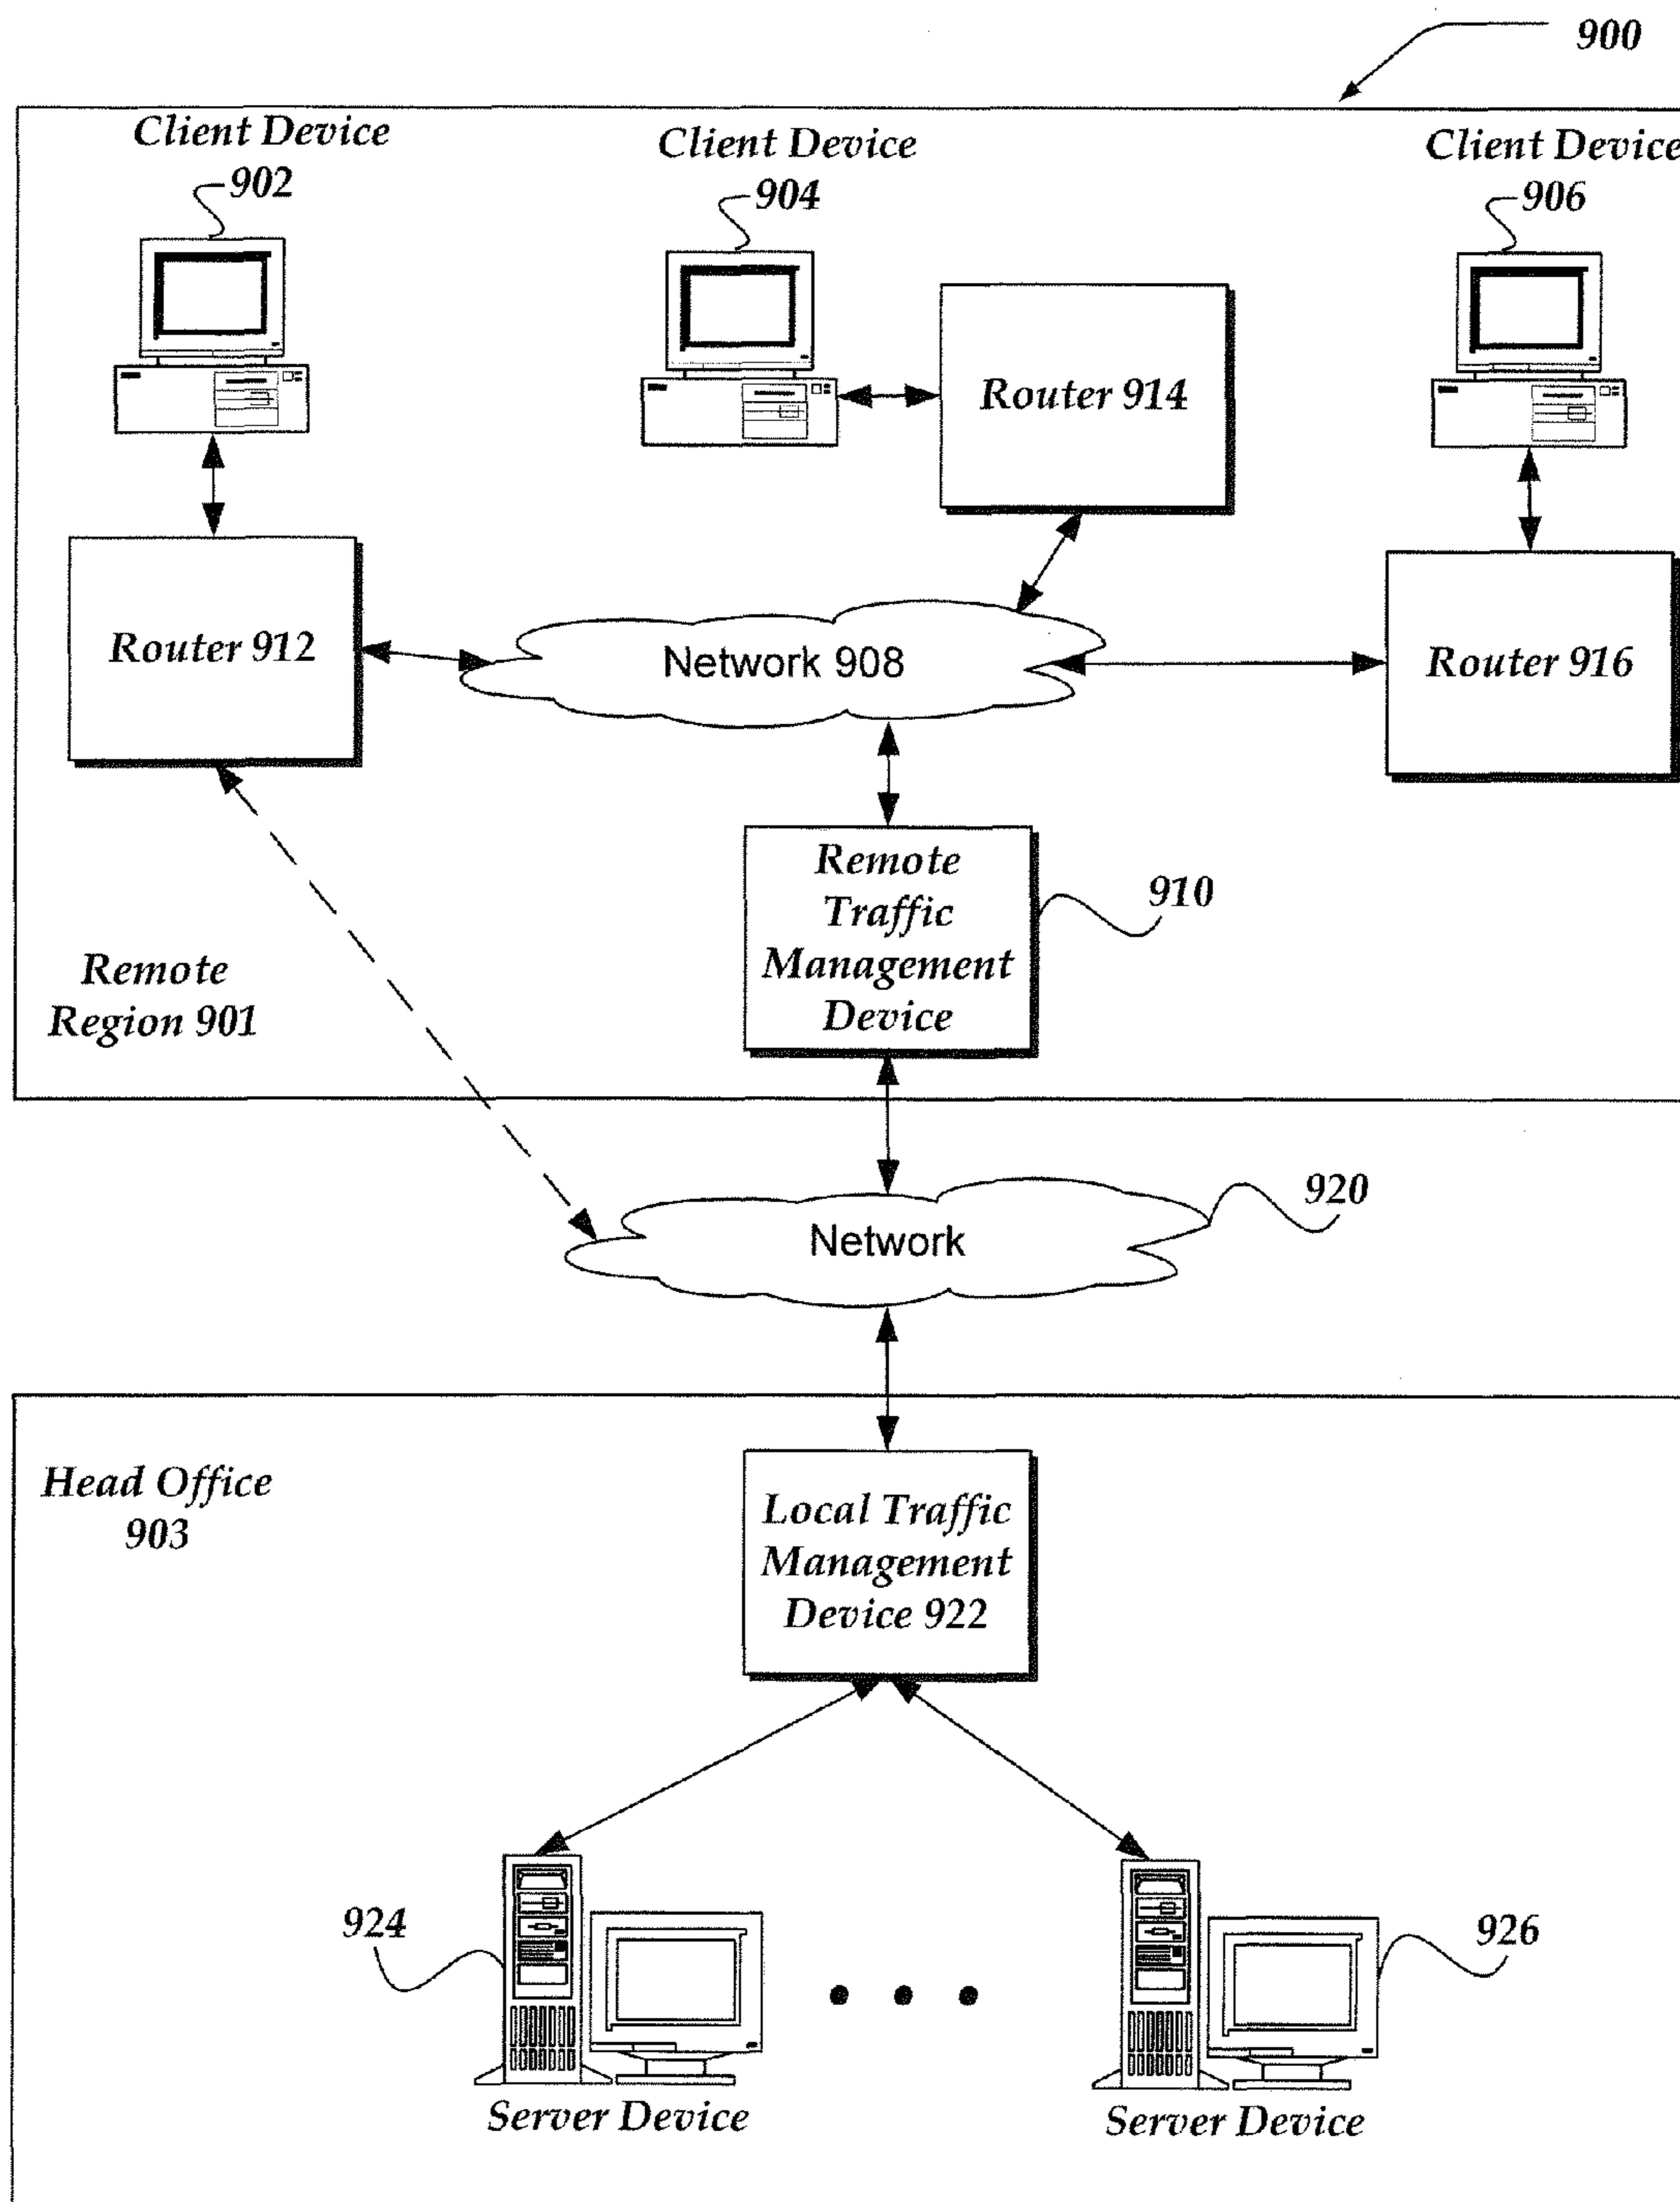 900
Client Device
902
Client Device
904
Client Device
906
Router 914
Router 912
Network 908
Router 916
Remote
Traffic
Management
Device
910
Remote
Region 901
920
Network
Head Office
903
Local Traffic
Management
Device 922
924
926
Server Device
Server Device